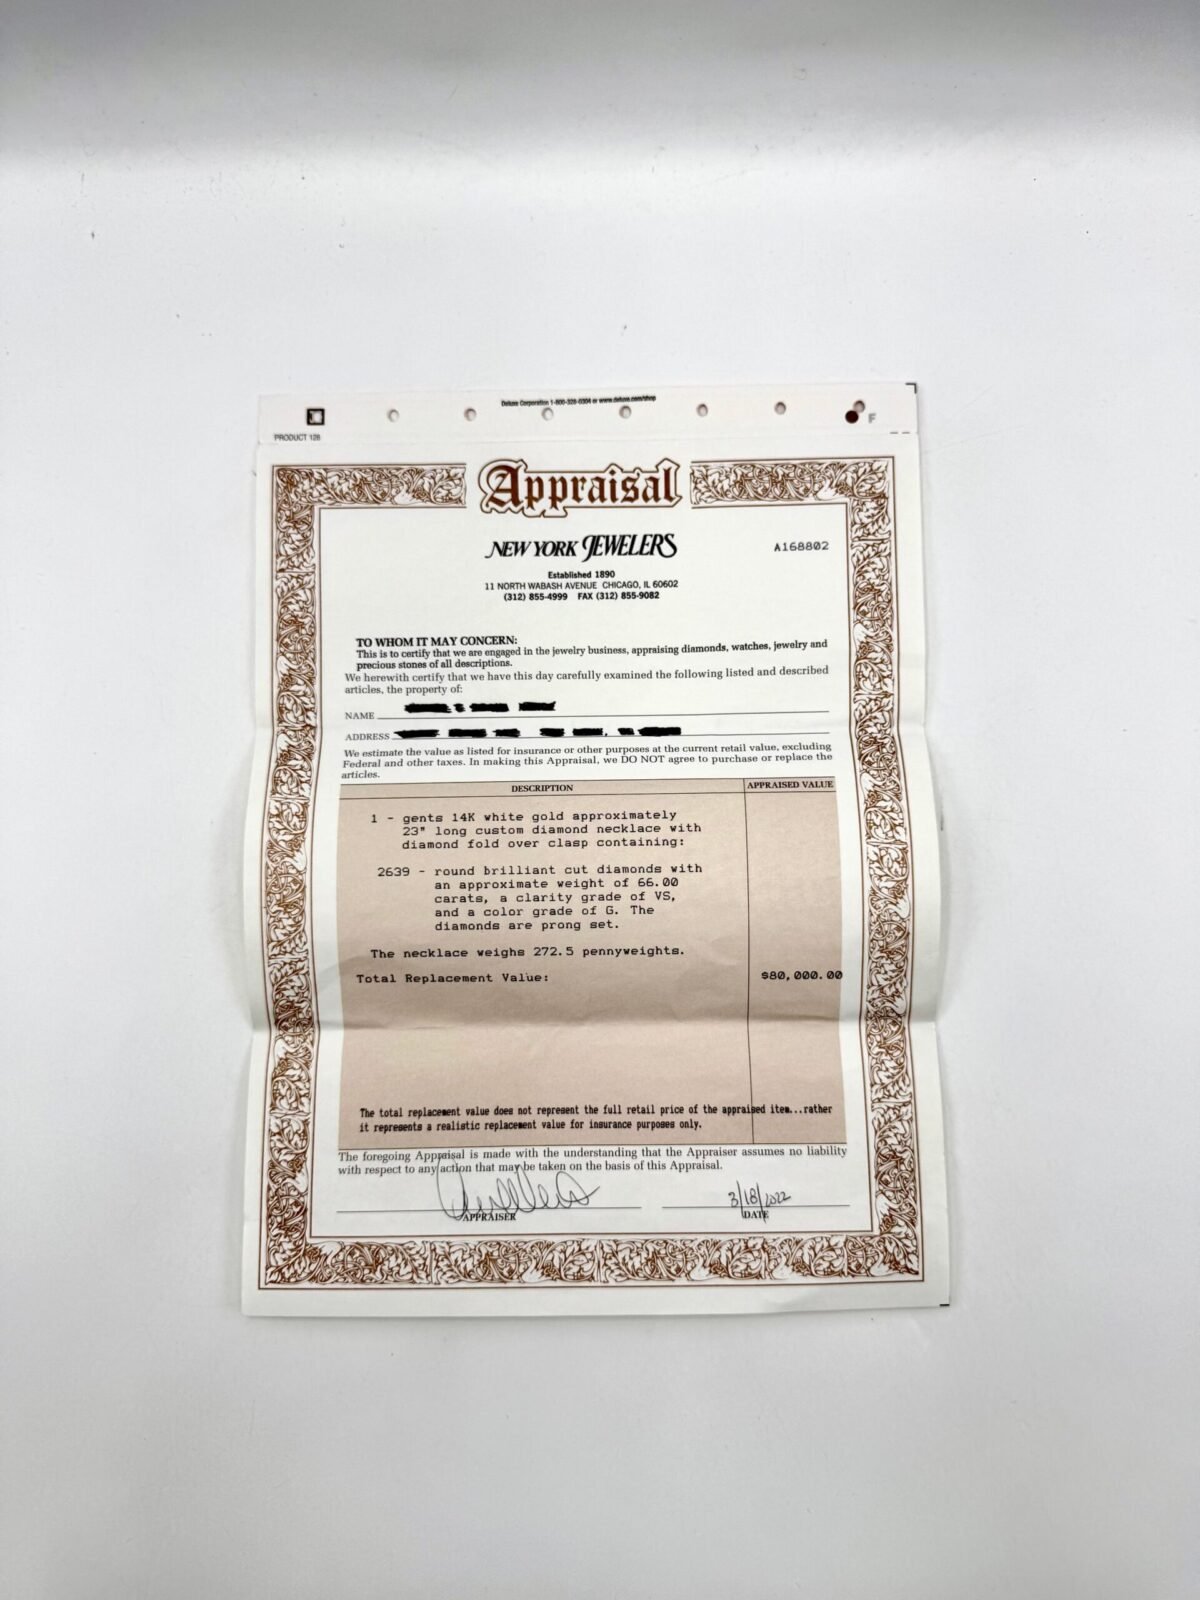 Deluxe Corporation 1-800-328-0304 or www.deluxe.com/shop
F
PRODUCT 128
Appraisal
NEW YORK JEWELERS
A168802
Established 1890
11 NORTH WABASH AVENUE CHICAGO, IL 60602
(312) 855-4999 FAX (312) 855-9082
TO WHOM IT MAY CONCERN:
This is to certify that we are engaged in the jewelry business, appraising diamonds, watches, jewelry and
precious stones of all descriptions.
We herewith certify that we have this day carefully examined the following listed and described
articles, the property of:
NAME
ADDRESS
We estimate the value as listed for insurance or other purposes at the current retail value, excluding
Federal and other taxes. In making this Appraisal, we DO NOT agree to purchase or replace the
articles.
DESCRIPTION APPRAISED VALUE
1 - gents 14K white gold approximately
23" long custom diamond necklace with
diamond fold over clasp containing:
2639 - round brilliant cut diamonds with
an approximate weight of 66.00
carats, a clarity grade of VS,
and a color grade of G. The
diamonds are prong set.
The necklace weighs 272.5 pennyweights.
Total Replacement Value: $80,000.00
The total replacement value does not represent the full retail price of the appraised item...rather
it represents a realistic replacement value for insurance purposes only.
The foregoing Appraisal is made with the understanding that the Appraiser assumes no liability
with respect to any action that may be taken on the basis of this Appraisal.
3/18/2022
APPRAISER DATE